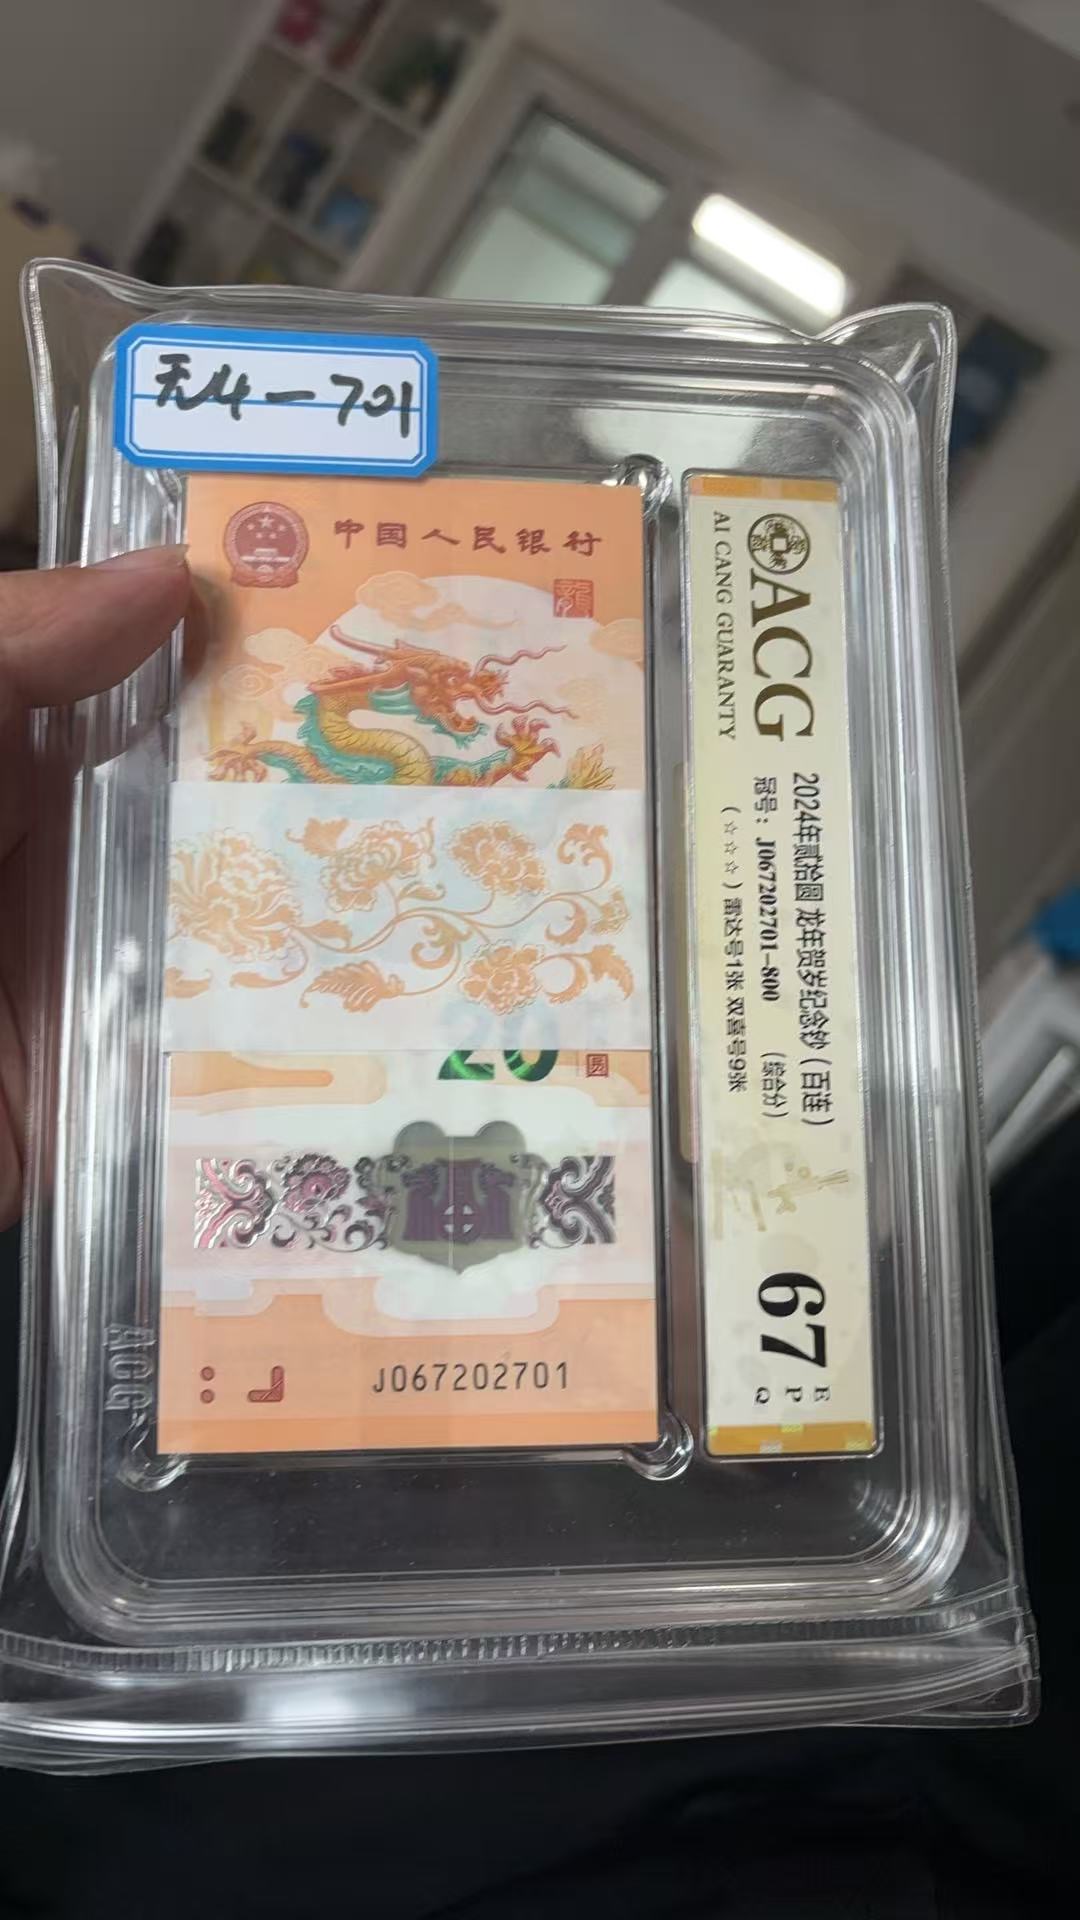 无4-701
中国人民银行
龍
20
圆
J067202701
ACG
AI CANG GUARANTY
2024年贰拾圆 龙年贺岁纪念钞(百连)
冠号: J067202701-800 (综合分)
(☆☆☆) 雷达号1张 双喜号9张
67
E
P
Q
ACG